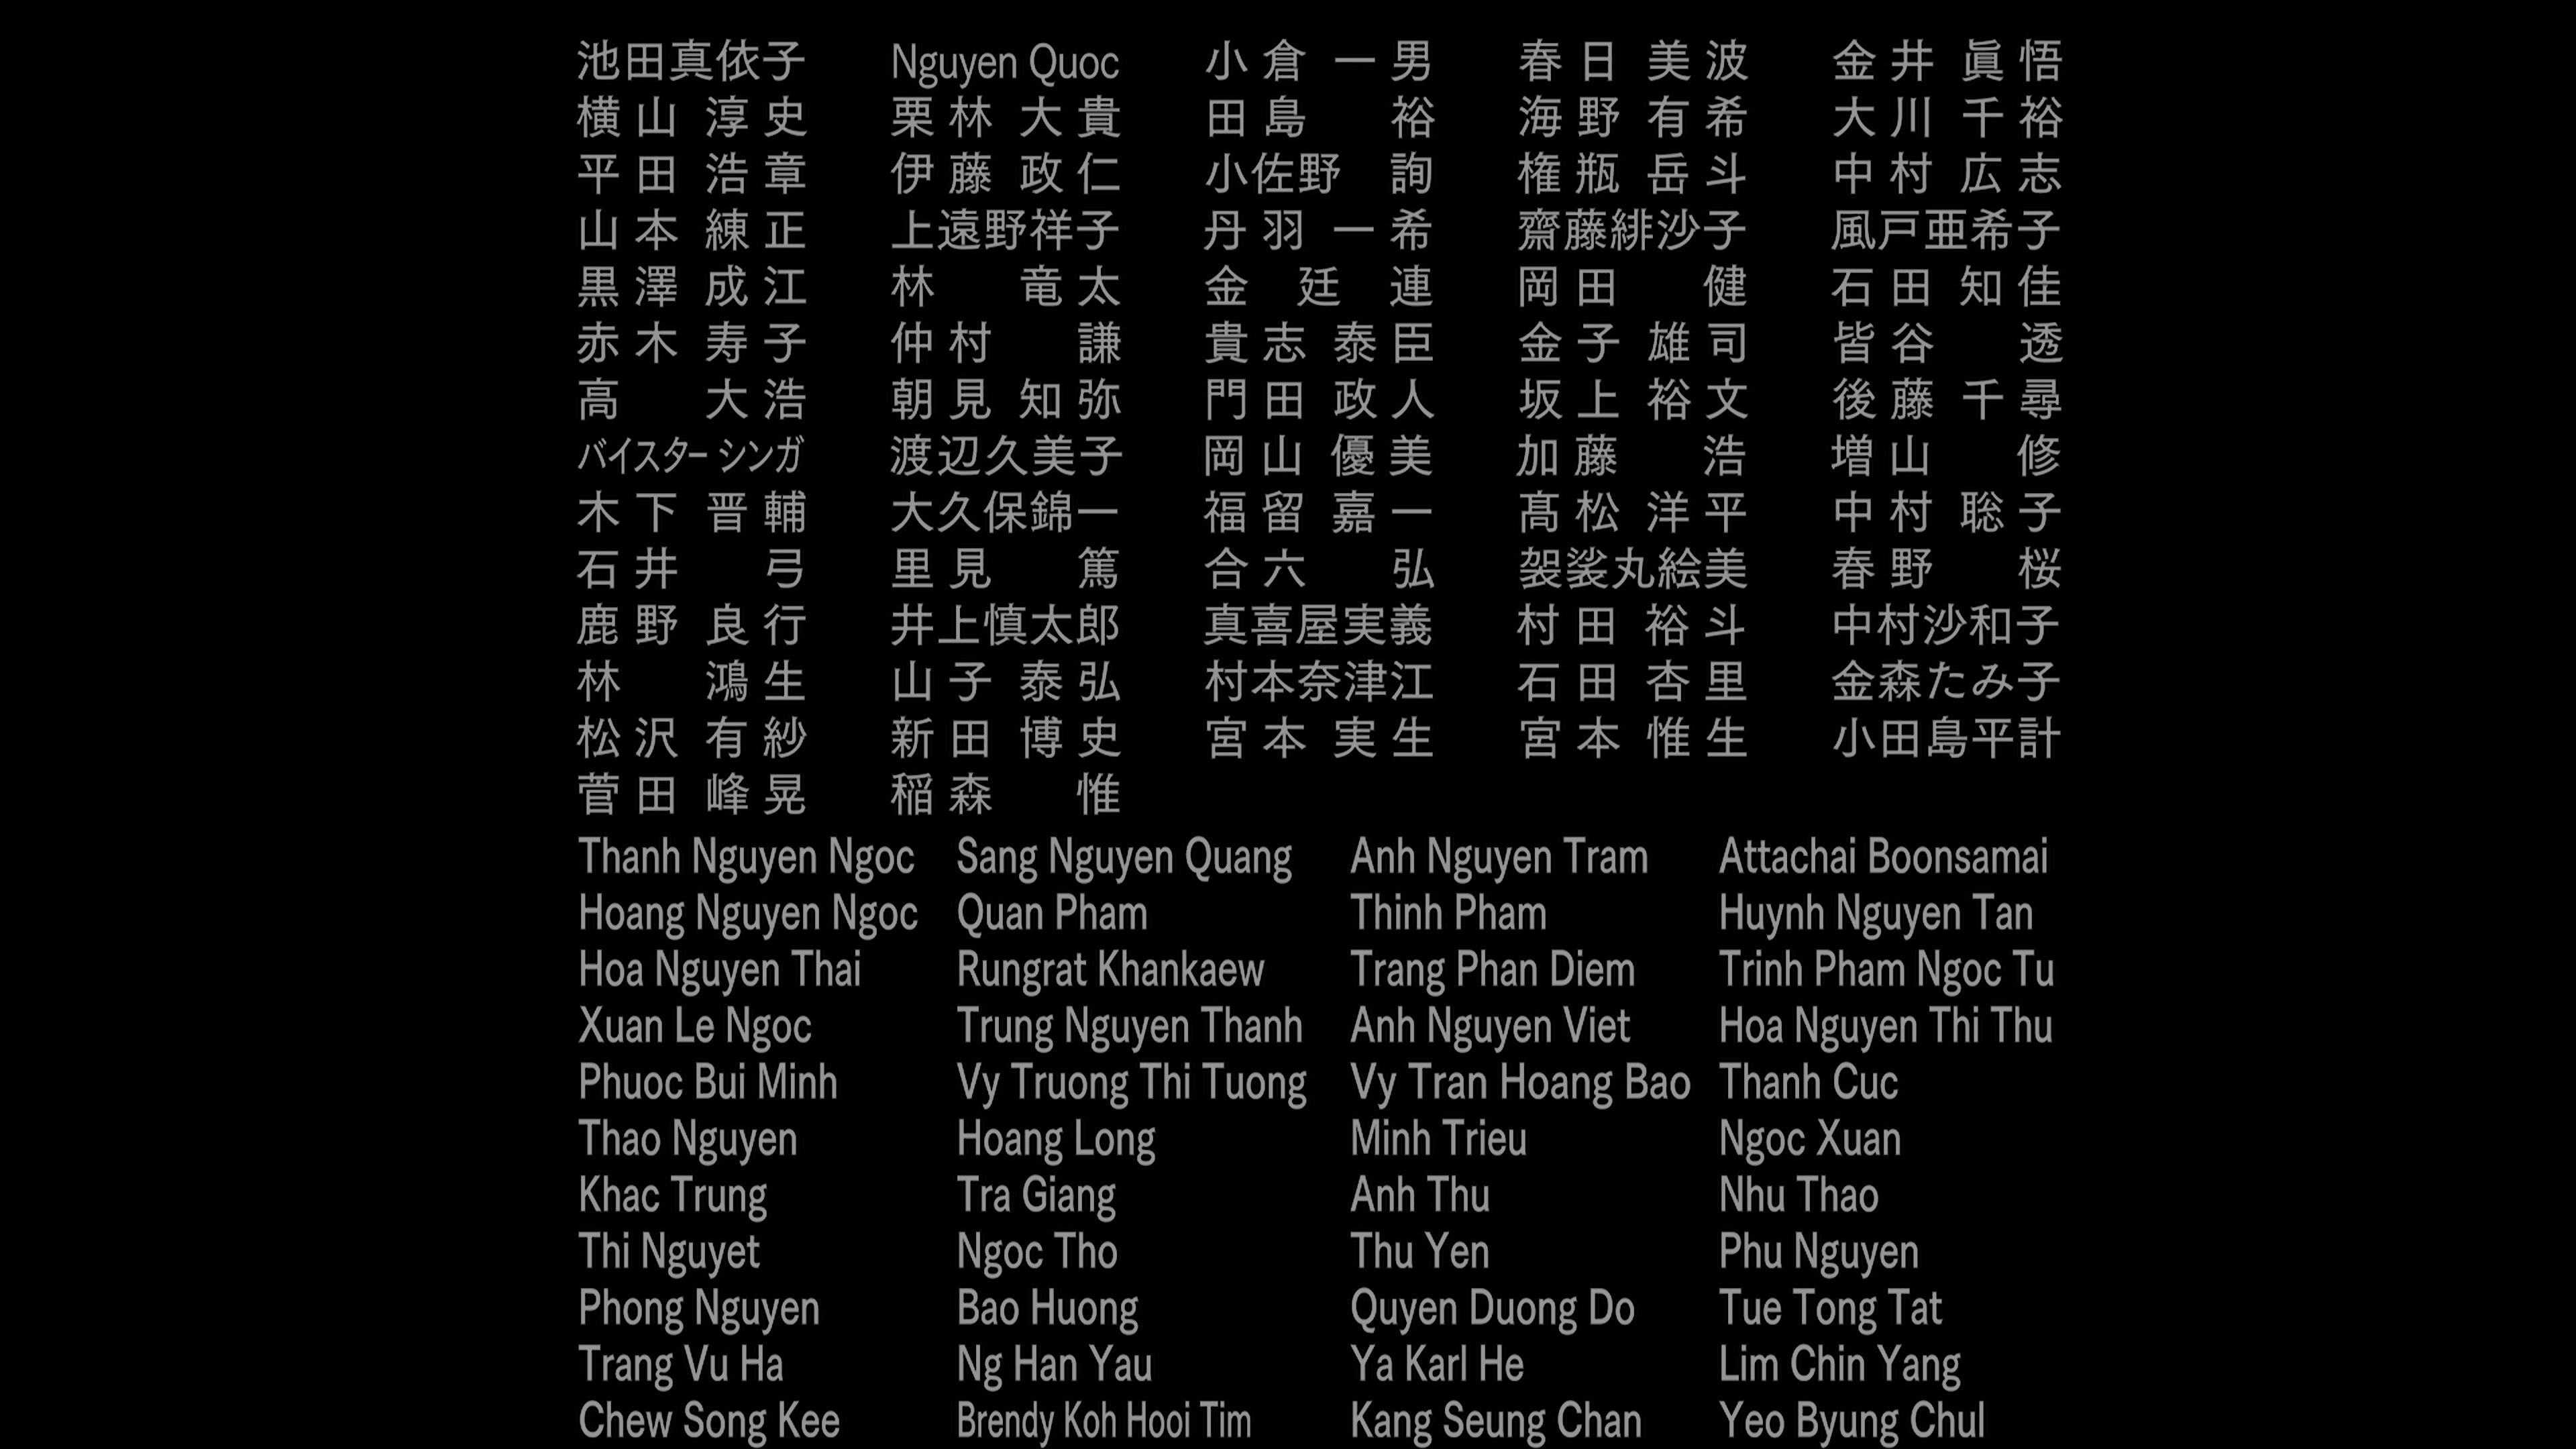 池田真依子 Nguyen Quoc 小倉一男 春日美波 金井眞悟
横山淳史 栗林大貴 田島裕 海野有希 大川千裕
平田浩章 伊藤政仁 小佐野詢 権瓶岳斗 中村広志
山本練正 上遠野祥子 丹羽一希 齋藤緋沙子 風戸亜希子
黒澤成江 林竜太 金廷連 岡田健 石田知佳
赤木寿子 仲村謙 貴志泰臣 金子雄司 皆谷透
高大浩 朝見知弥 門田政人 坂上裕文 後藤千尋
バイスター シンガ 渡辺久美子 岡山優美 加藤浩 増山修
木下晋輔 大久保錦一 福留嘉一 髙松洋平 中村聡子
石井弓 里見篤 合六弘 袈裟丸絵美 春野桜
鹿野良行 井上慎太郎 真喜屋実義 村田裕斗 中村沙和子
林鴻生 山子泰弘 村本奈津江 石田杏里 金森たみ子
松沢有紗 新田博史 宮本実生 宮本惟生 小田島平計
菅田峰晃 稲森惟
Thanh Nguyen Ngoc Sang Nguyen Quang Anh Nguyen Tram Attachai Boonsamai
Hoang Nguyen Ngoc Quan Pham Thinh Pham Huynh Nguyen Tan
Hoa Nguyen Thai Rungrat Khankaew Trang Phan Diem Trinh Pham Ngoc Tu
Xuan Le Ngoc Trung Nguyen Thanh Anh Nguyen Viet Hoa Nguyen Thi Thu
Phuoc Bui Minh Vy Truong Thi Tuong Vy Tran Hoang Bao Thanh Cuc
Thao Nguyen Hoang Long Minh Trieu Ngoc Xuan
Khac Trung Tra Giang Anh Thu Nhu Thao
Thi Nguyet Ngoc Tho Thu Yen Phu Nguyen
Phong Nguyen Bao Huong Quyen Duong Do Tue Tong Tat
Trang Vu Ha Ng Han Yau Ya Karl He Lim Chin Yang
Chew Song Kee Brendy Koh Hooi Tim Kang Seung Chan Yeo Byung Chul